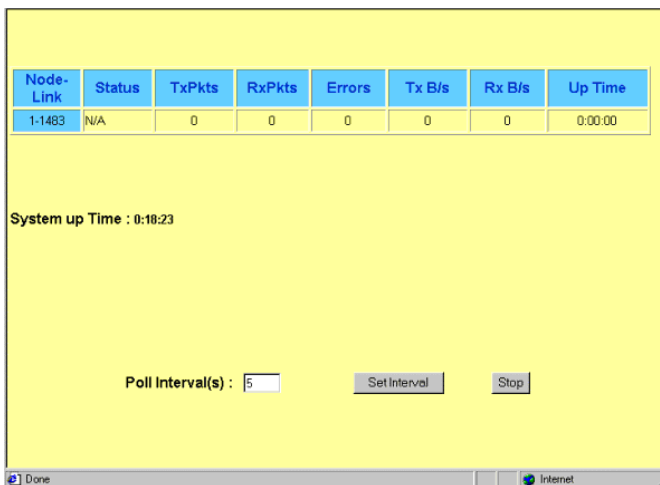 Node-Link Status TxPkts RxPkts Errors Tx B/s Rx B/s Up Time
1-1483 N/A 0 0 0 0 0 0:00:00
System up Time : 0:18:23
Poll Interval(s) : 5 Set Interval Stop
Done Internet